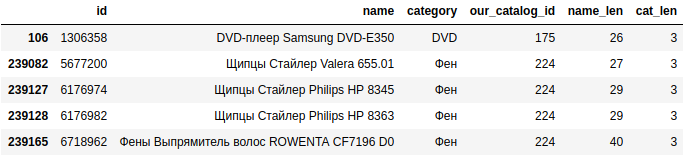 id name category our_catalog_id name_len cat_len
106 1306358 DVD-плеер Samsung DVD-E350 DVD 175 26 3
239082 5677200 Щипцы Стайлер Valera 655.01 Фен 224 27 3
239127 6176974 Щипцы Стайлер Philips HP 8345 Фен 224 29 3
239128 6176982 Щипцы Стайлер Philips HP 8363 Фен 224 29 3
239165 6718962 Фены Выпрямитель волос ROWENTA CF7196 D0 Фен 224 40 3